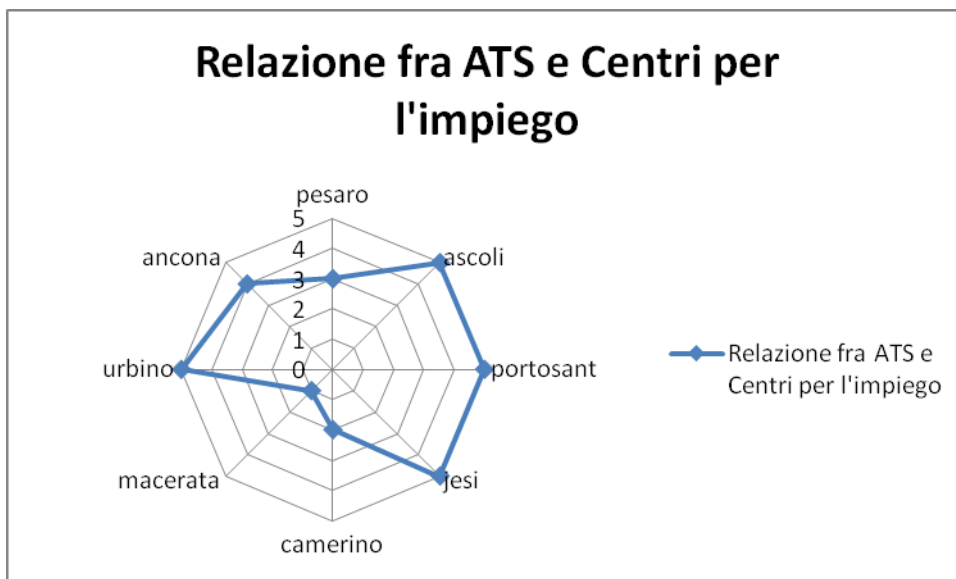 Relazione fra ATS e Centri per
l'impiego
pesaro
5
4
3
2
1
0
ascoli
portosant
jesi
camerino
macerata
urbino
ancona
Relazione fra ATS e
Centri per l'impiego